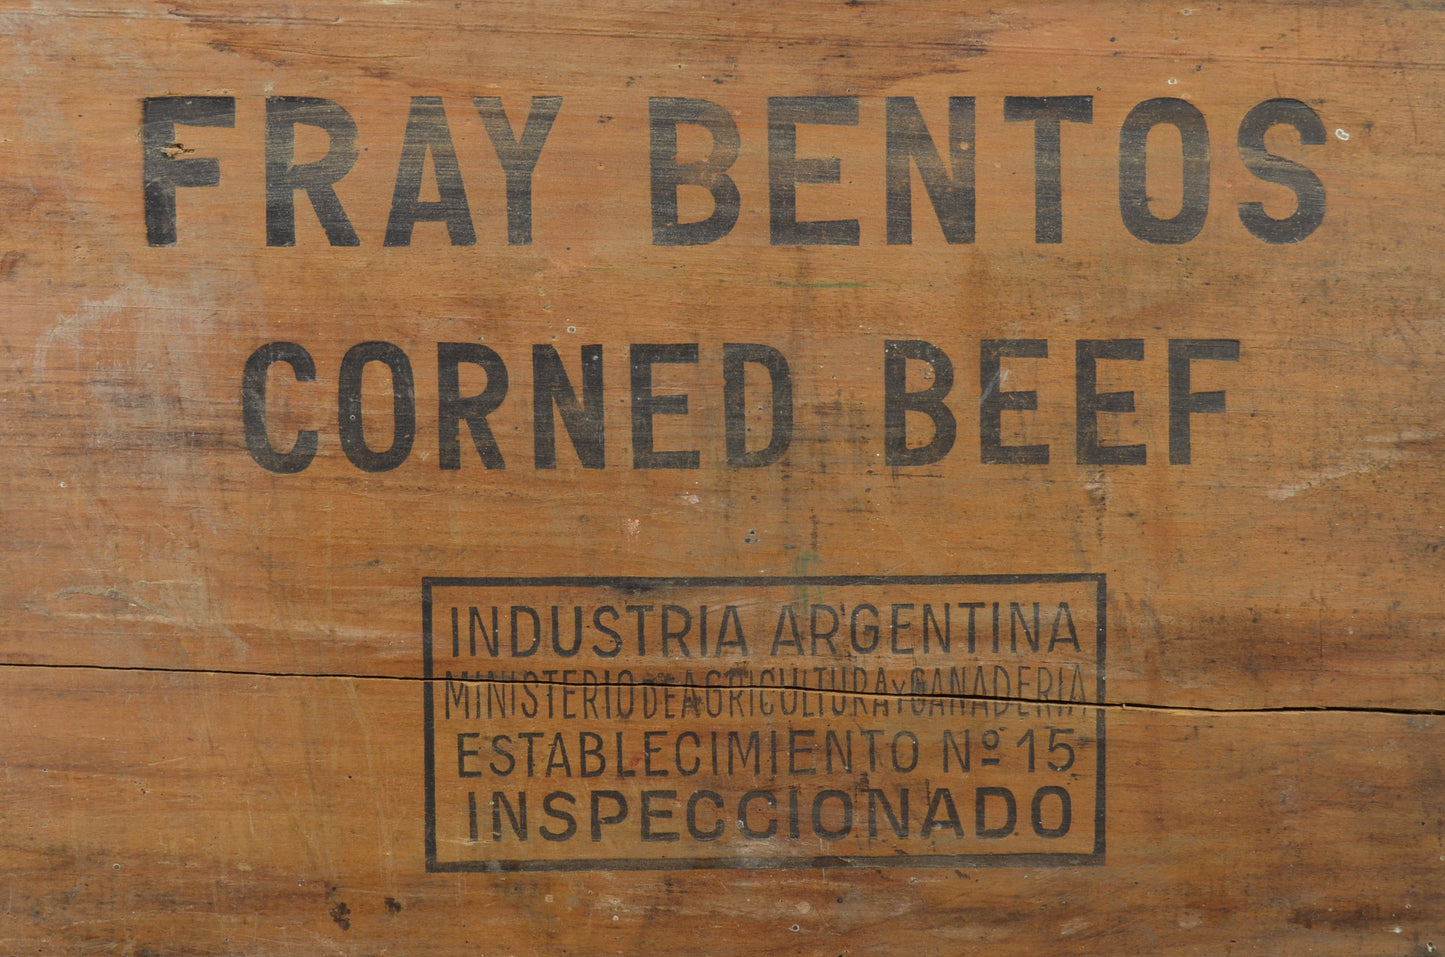 FRAY BENTOS
CORNED BEEF
INDUSTRIA ARGENTINA
MINISTERIO DE AGRICULTURA Y GANADERIA
ESTABLECIMIENTO Nº 15
INSPECCIONADO